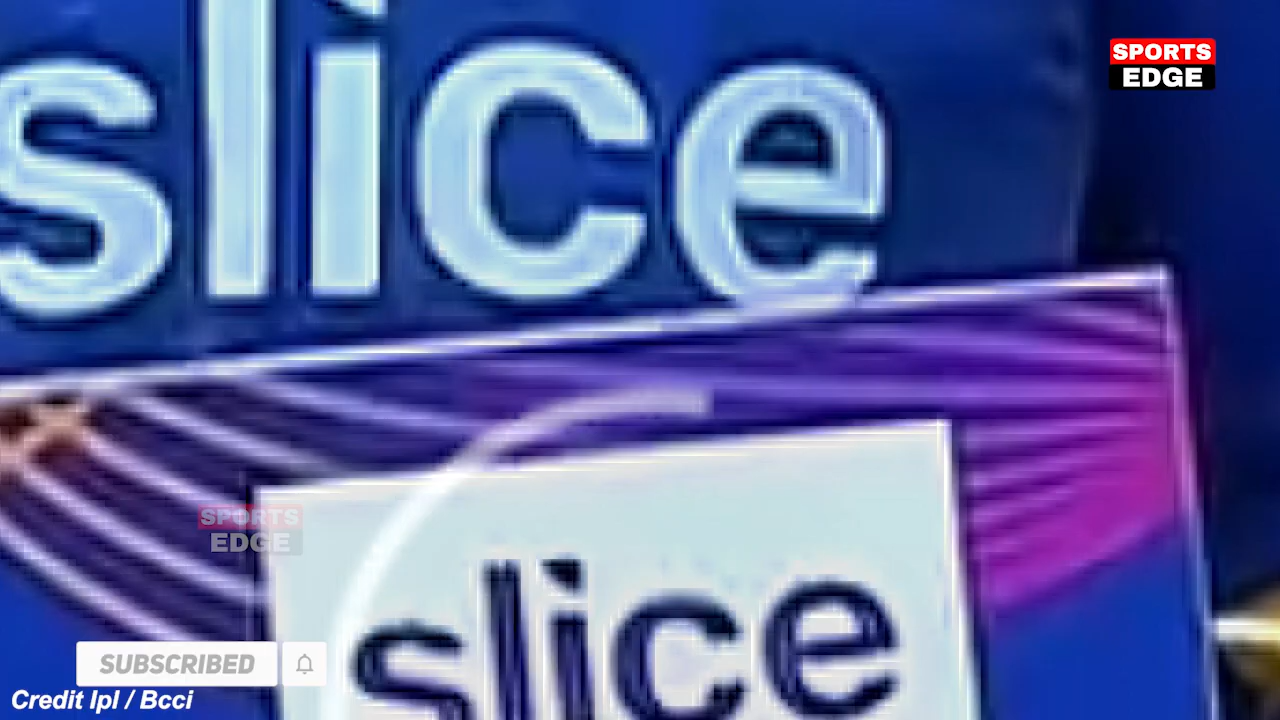 slice
SPORTS
EDGE
SPORTS
EDGE
slice
SUBSCRIBED
Credit Ipl / Bcci